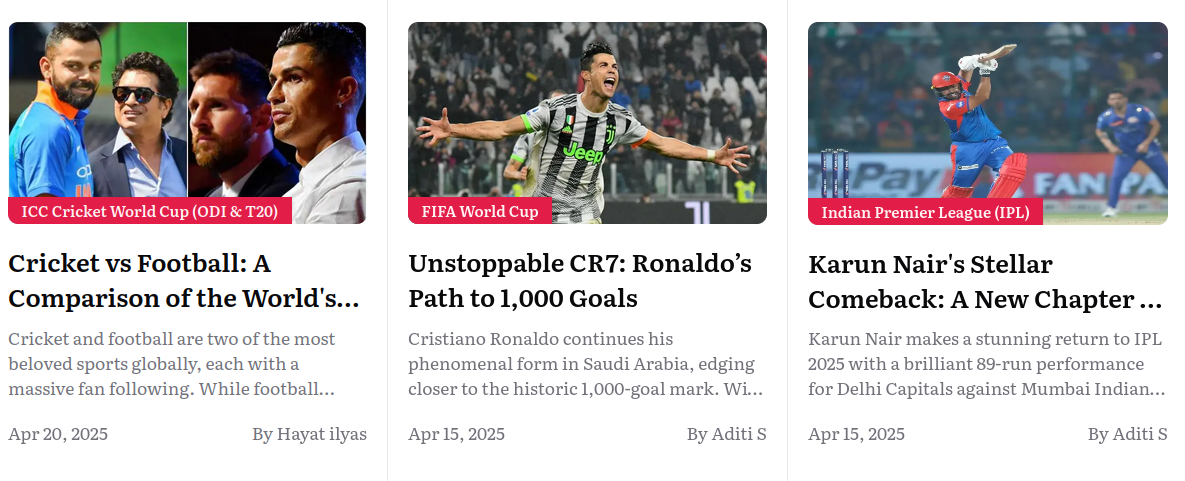 ICC Cricket World Cup (ODI & T20)
Cricket vs Football: A
Comparison of the World's...
Cricket and football are two of the most
beloved sports globally, each with a
massive fan following. While football...
Apr 20, 2025
By Hayat ilyas
Jeep
FIFA World Cup
Unstoppable CR7: Ronaldo’s
Path to 1,000 Goals
Cristiano Ronaldo continues his
phenomenal form in Saudi Arabia, edging
closer to the historic 1,000-goal mark. Wi...
Apr 15, 2025
By Aditi S
Pay
FAN PA
Indian Premier League (IPL)
Karun Nair's Stellar
Comeback: A New Chapter ...
Karun Nair makes a stunning return to IPL
2025 with a brilliant 89-run performance
for Delhi Capitals against Mumbai Indian...
Apr 15, 2025
By Aditi S